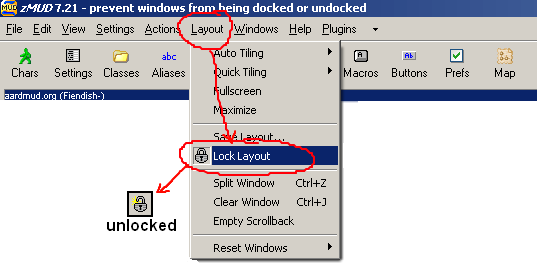 zMUD 7.21 - prevent windows from being docked or undocked
File Edit View Settings Actions Layout Windows Help Plugins
Chars Settings Classes Aliases Macros Buttons Prefs Map
aardmud.org (Fiendish-)
Auto Tiling
Quick Tiling
Fullscreen
Maximize
Save Layout...
Lock Layout
Split Window Ctrl+Z
Clear Window Ctrl+J
Empty Scrollback
Reset Windows
abc
unlocked